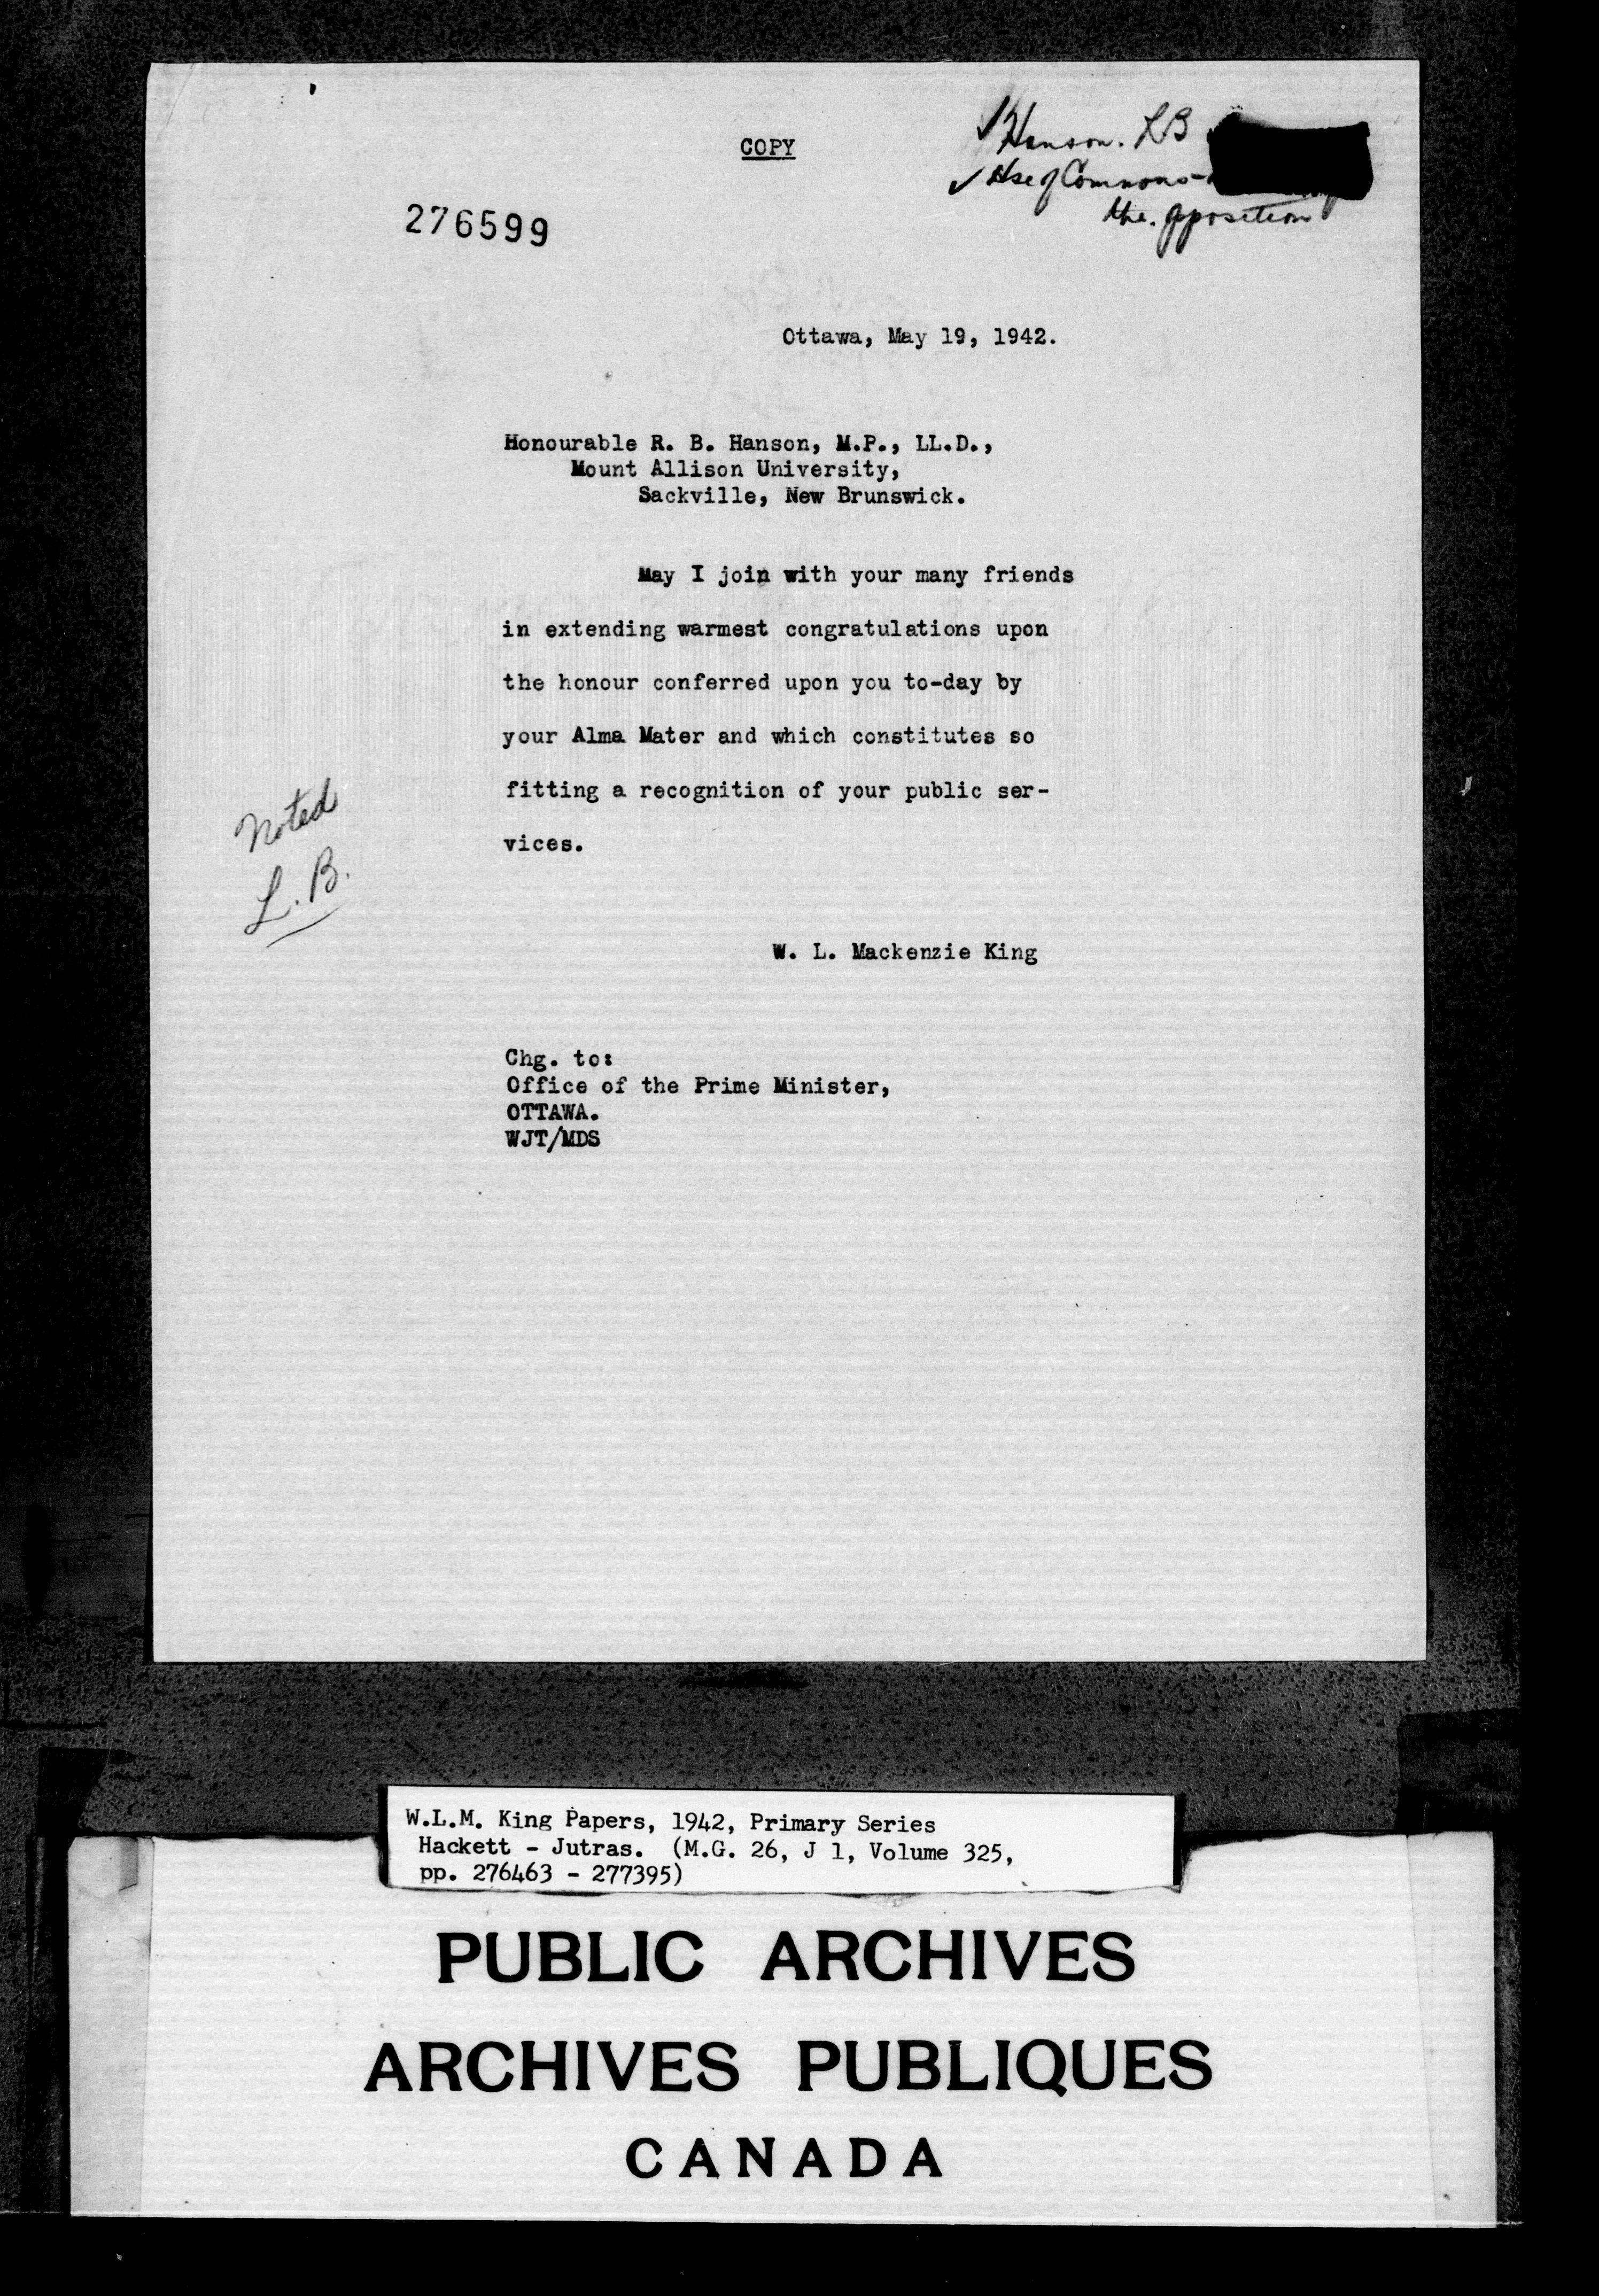 COPY
✓ Hanson. RB
✓ Hse of Commons-
the opposition
276599
Ottawa, May 19, 1942.
Honourable R. B. Hanson, M.P., LL.D.,
Mount Allison University,
Sackville, New Brunswick.
May I join with your many friends
in extending warmest congratulations upon
the honour conferred upon you to-day by
your Alma Mater and which constitutes so
fitting a recognition of your public ser-
vices.
Noted
L.B.
W. L. Mackenzie King
Chg. to:
Office of the Prime Minister,
OTTAWA.
WJT/MDS
W.L.M. King Papers, 1942, Primary Series
Hackett - Jutras. (M.G. 26, J 1, Volume 325,
pp. 276463 - 277395)
PUBLIC ARCHIVES
ARCHIVES PUBLIQUES
CANADA